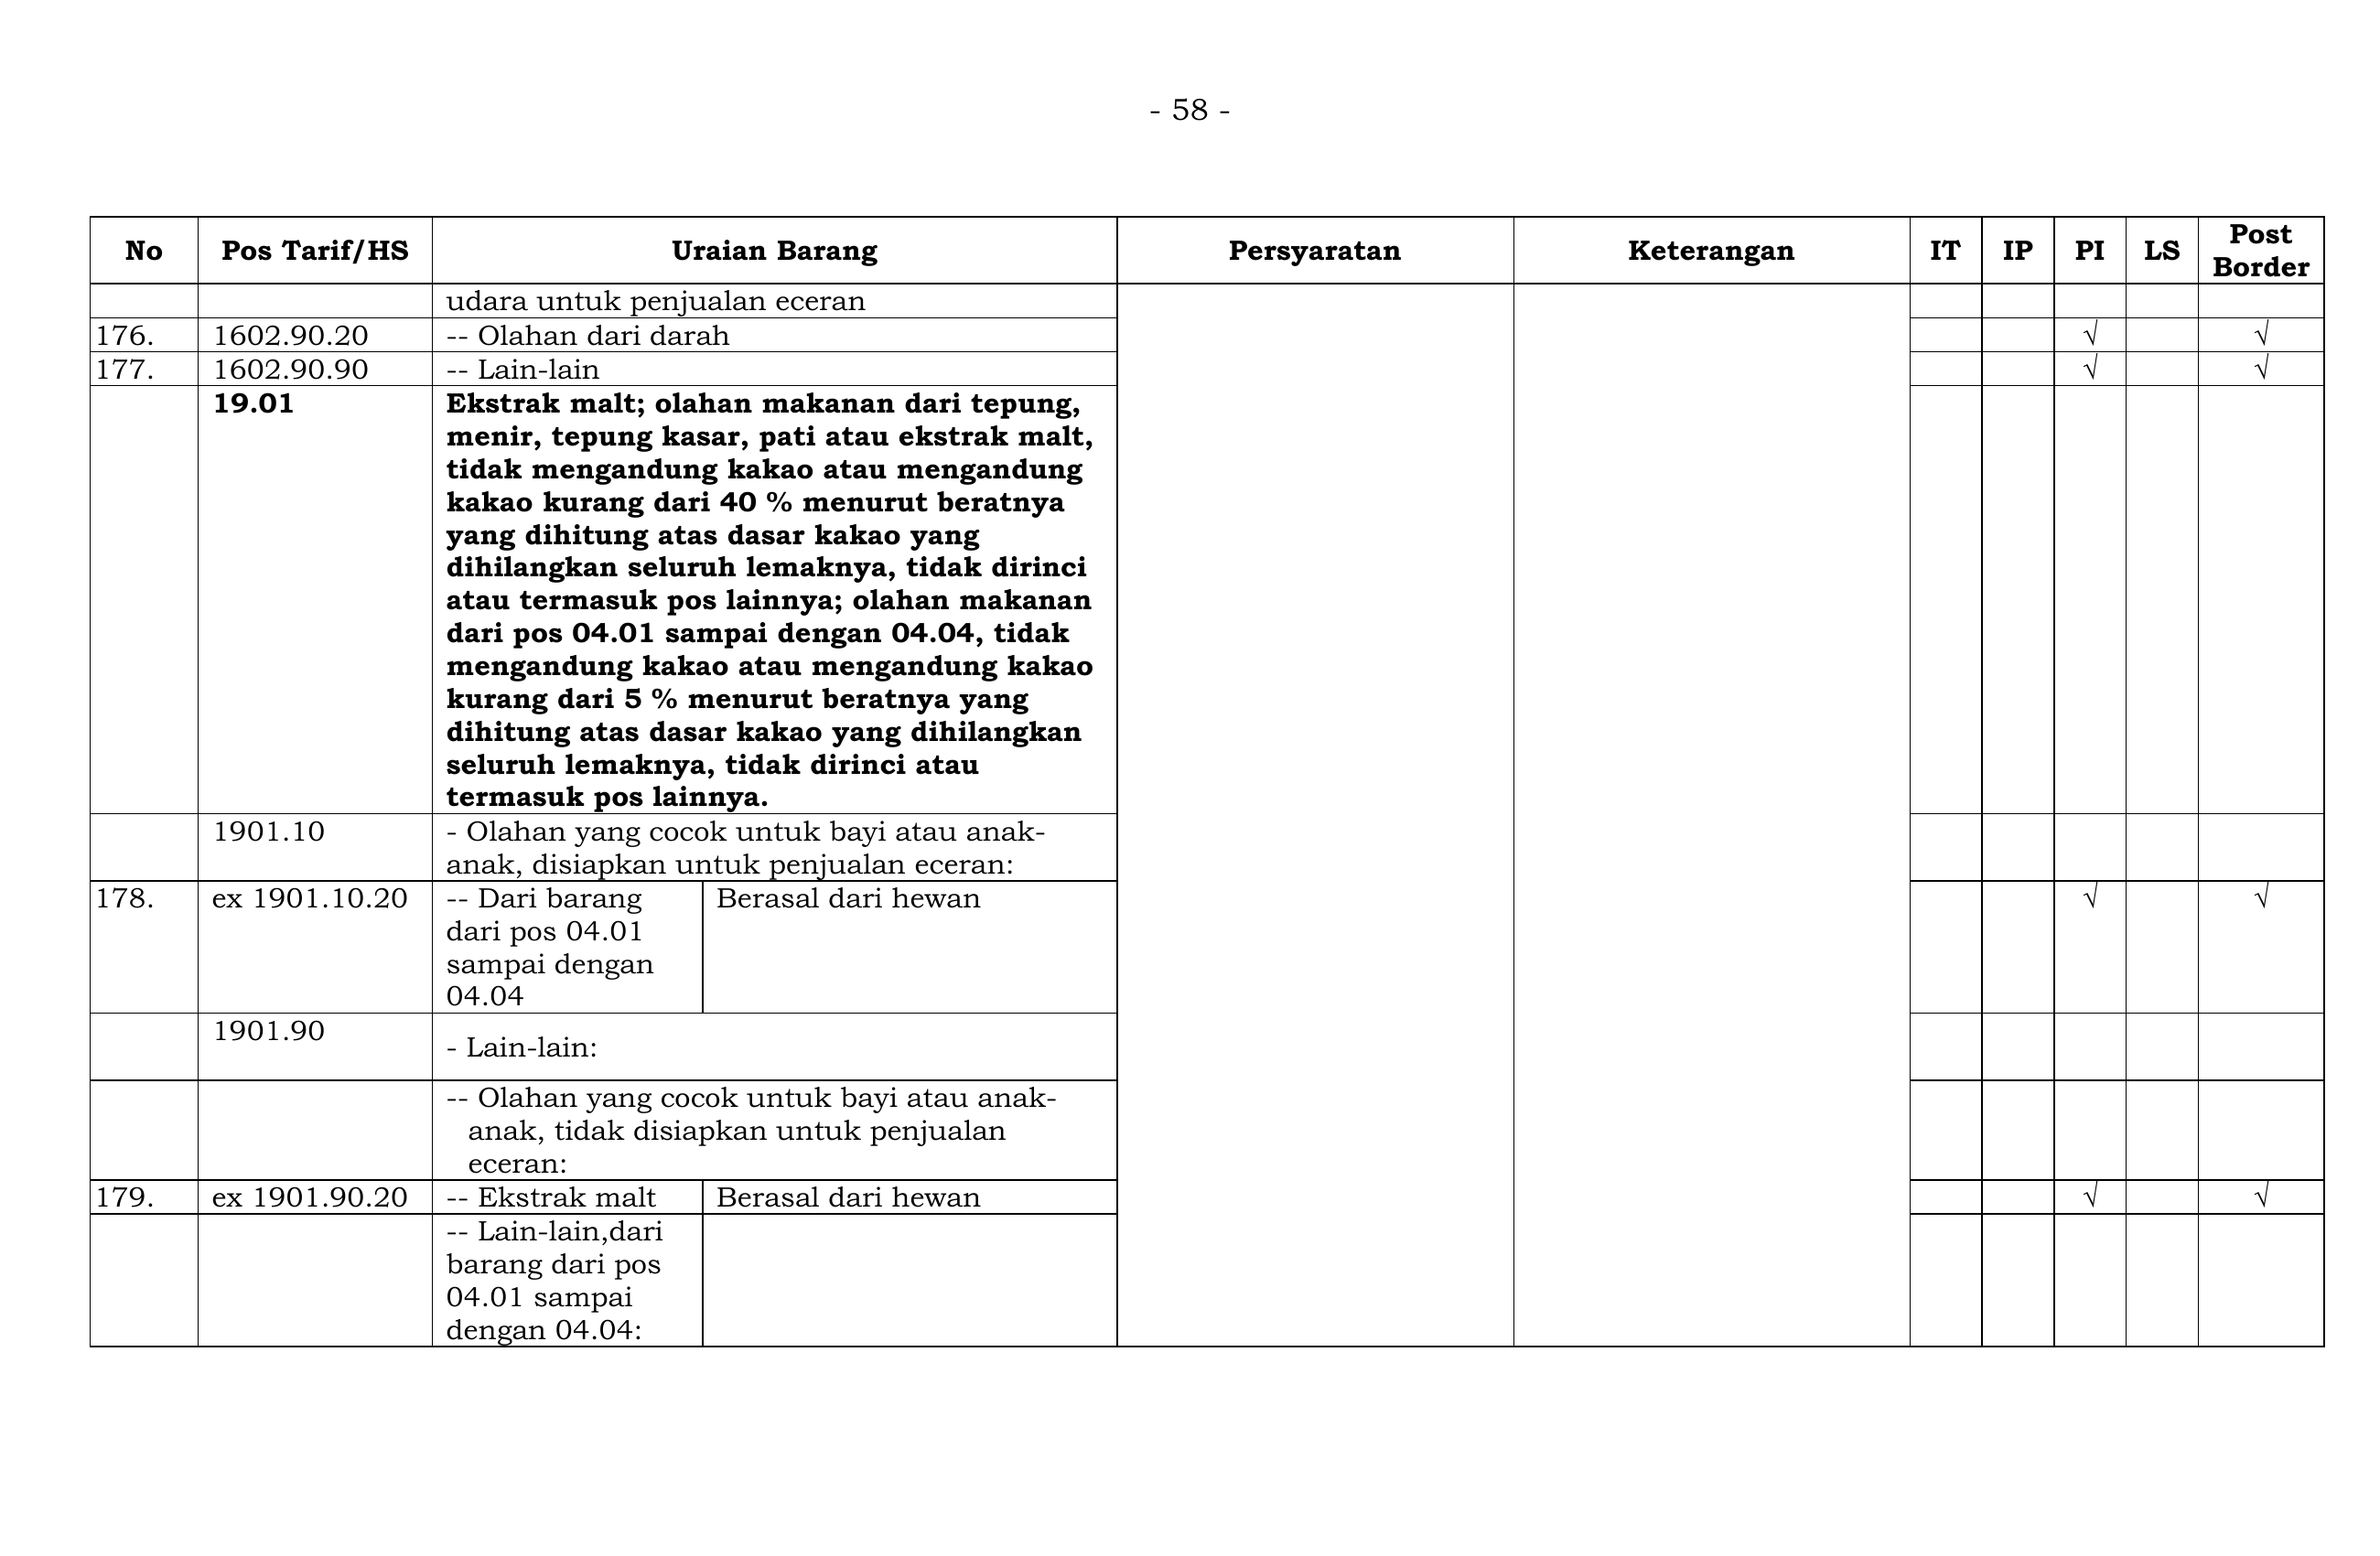 - 58 -
No Pos Tarif/HS Uraian Barang Persyaratan Keterangan IT IP PI LS Post Border
udara untuk penjualan eceran
176. 1602.90.20 -- Olahan dari darah √ √
177. 1602.90.90 -- Lain-lain √ √
19.01 Ekstrak malt; olahan makanan dari tepung,
menir, tepung kasar, pati atau ekstrak malt,
tidak mengandung kakao atau mengandung
kakao kurang dari 40 % menurut beratnya
yang dihitung atas dasar kakao yang
dihilangkan seluruh lemaknya, tidak dirinci
atau termasuk pos lainnya; olahan makanan
dari pos 04.01 sampai dengan 04.04, tidak
mengandung kakao atau mengandung kakao
kurang dari 5 % menurut beratnya yang
dihitung atas dasar kakao yang dihilangkan
seluruh lemaknya, tidak dirinci atau
termasuk pos lainnya.
1901.10 - Olahan yang cocok untuk bayi atau anak-
anak, disiapkan untuk penjualan eceran:
178. ex 1901.10.20 -- Dari barang Berasal dari hewan √ √
dari pos 04.01
sampai dengan
04.04
1901.90 - Lain-lain:
-- Olahan yang cocok untuk bayi atau anak-
anak, tidak disiapkan untuk penjualan
eceran:
179. ex 1901.90.20 -- Ekstrak malt Berasal dari hewan √ √
-- Lain-lain,dari
barang dari pos
04.01 sampai
dengan 04.04: